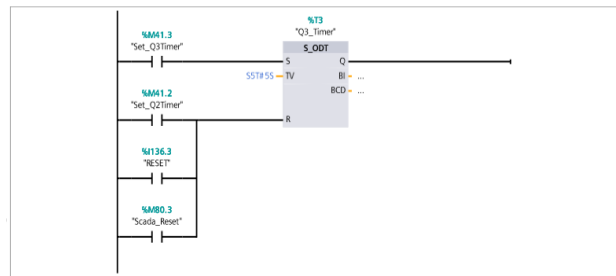 %T3
"Q3_Timer"
%M41.3
"Set_Q3Timer"
S_ODT
S Q
S5T#5S TV BI ...
BCD ...
%M41.2
"Set_Q2Timer"
R
%I136.3
"RESET"
%M80.3
"Scada_Reset"